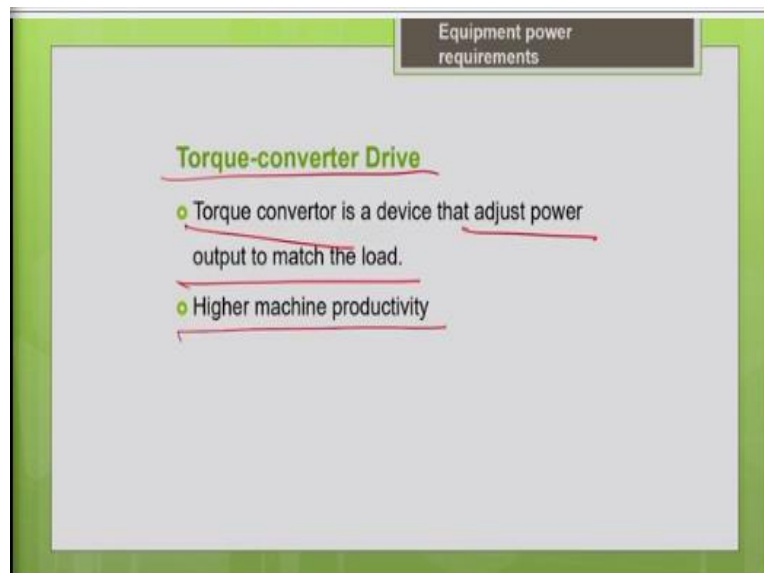 Equipment power
requirements
Torque-converter Drive
Torque convertor is a device that adjust power
output to match the load.
Higher machine productivity